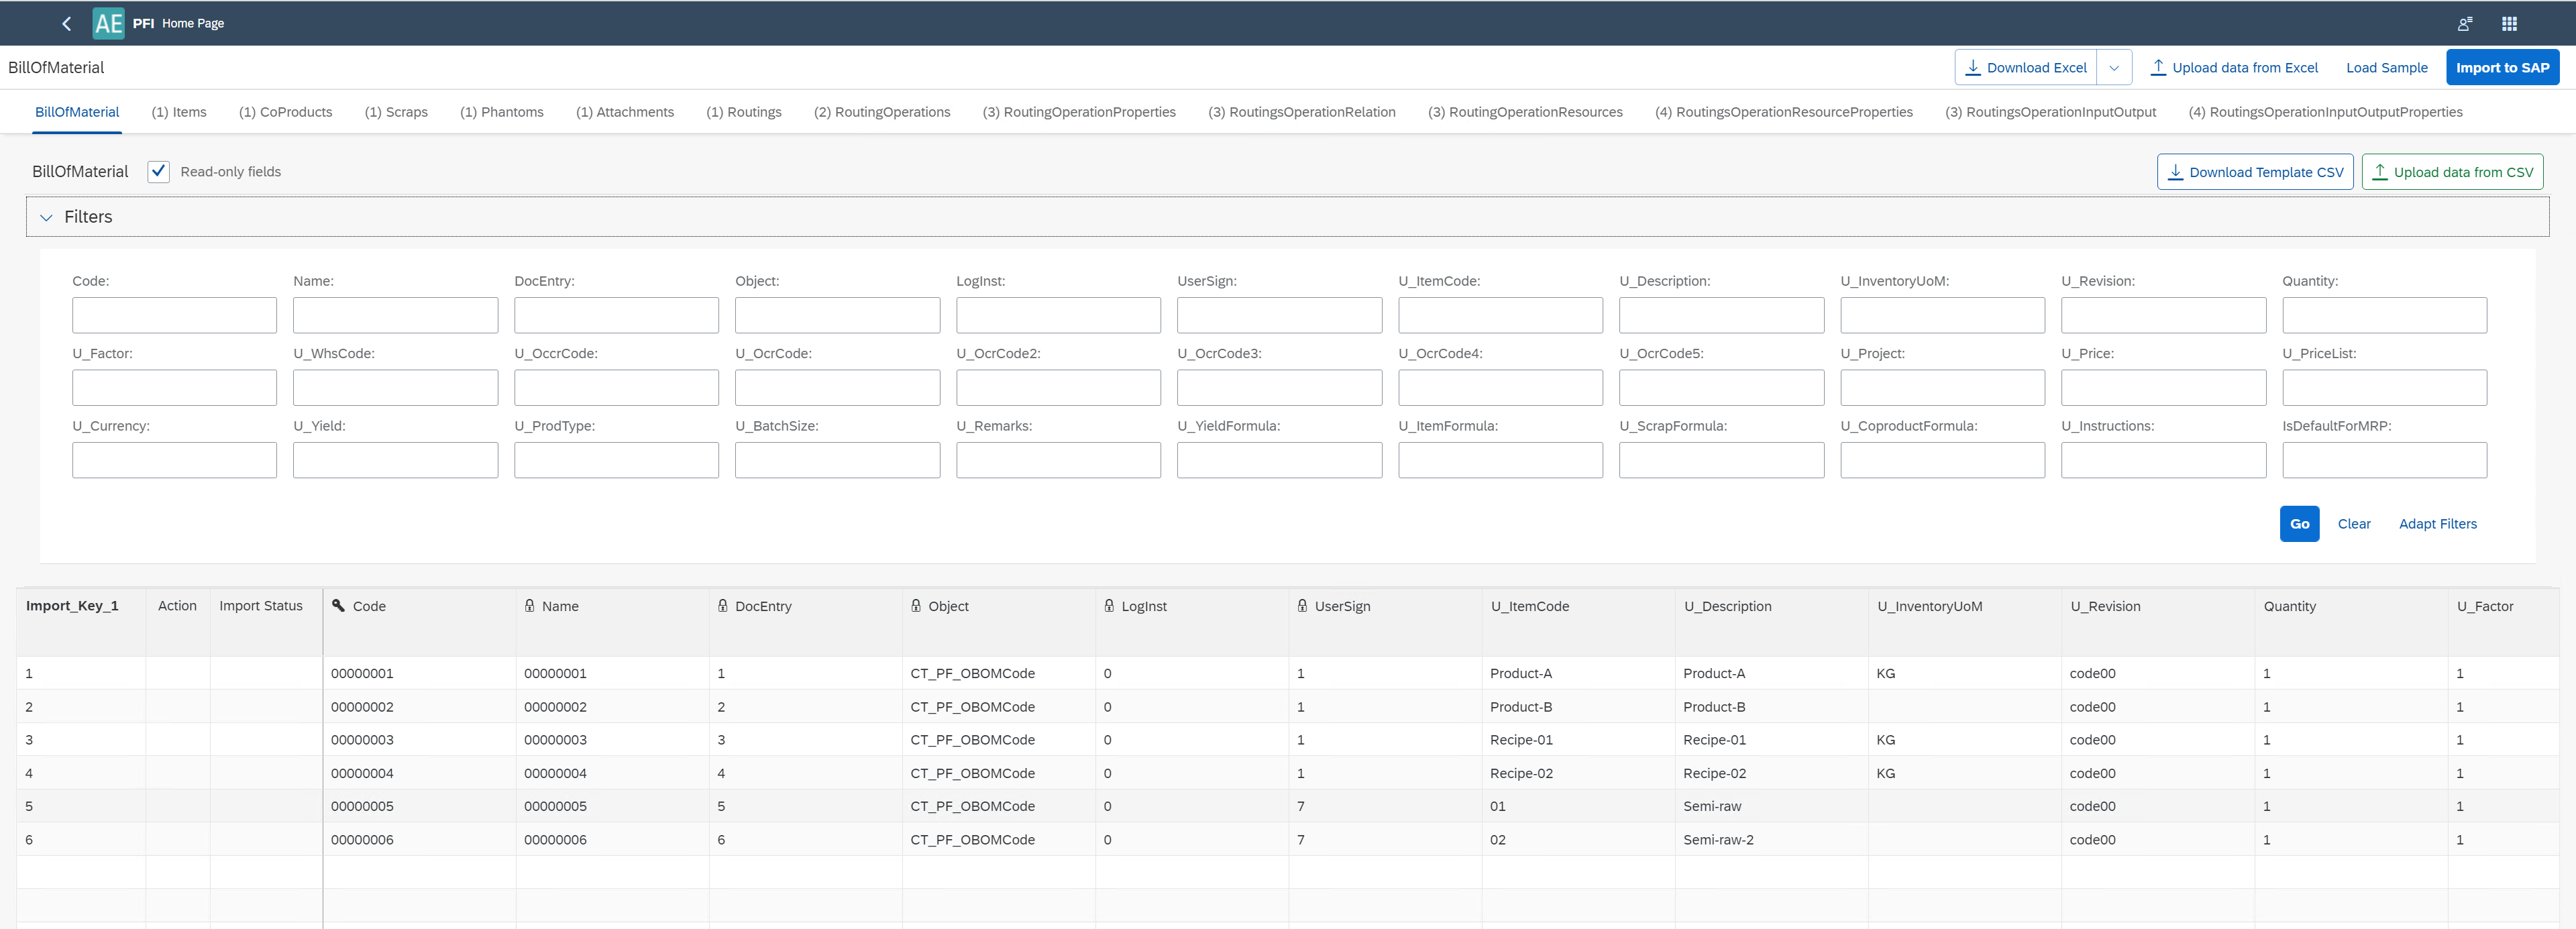 AE PFI Home Page
BillOfMaterial Download Excel Upload data from Excel Load Sample Import to SAP
BillOfMaterial (1) Items (1) CoProducts (1) Scraps (1) Phantoms (1) Attachments (1) Routings (2) RoutingOperations (3) RoutingOperationProperties (3) RoutingsOperationRelation (3) RoutingOperationResources (4) RoutingsOperationResourceProperties (3) RoutingsOperationInputOutput (4) RoutingsOperationInputOutputProperties
BillOfMaterial Read-only fields Download Template CSV Upload data from CSV
Filters
Code: Name: DocEntry: Object: LogInst: UserSign: U_ItemCode: U_Description: U_InventoryUoM: U_Revision: Quantity:
U_Factor: U_WhsCode: U_OccrCode: U_OcrCode: U_OcrCode2: U_OcrCode3: U_OcrCode4: U_OcrCode5: U_Project: U_Price: U_PriceList:
U_Currency: U_Yield: U_ProdType: U_BatchSize: U_Remarks: U_YieldFormula: U_ItemFormula: U_ScrapFormula: U_CoproductFormula: U_Instructions: IsDefaultForMRP:
Go Clear Adapt Filters
Import_Key_1 Action Import Status Code Name DocEntry Object LogInst UserSign U_ItemCode U_Description U_InventoryUoM U_Revision Quantity U_Factor
1 00000001 00000001 1 CT_PF_OBOMCode 0 1 Product-A Product-A KG code00 1 1
2 00000002 00000002 2 CT_PF_OBOMCode 0 1 Product-B Product-B code00 1 1
3 00000003 00000003 3 CT_PF_OBOMCode 0 1 Recipe-01 Recipe-01 KG code00 1 1
4 00000004 00000004 4 CT_PF_OBOMCode 0 1 Recipe-02 Recipe-02 KG code00 1 1
5 00000005 00000005 5 CT_PF_OBOMCode 0 7 01 Semi-raw code00 1 1
6 00000006 00000006 6 CT_PF_OBOMCode 0 7 02 Semi-raw-2 code00 1 1